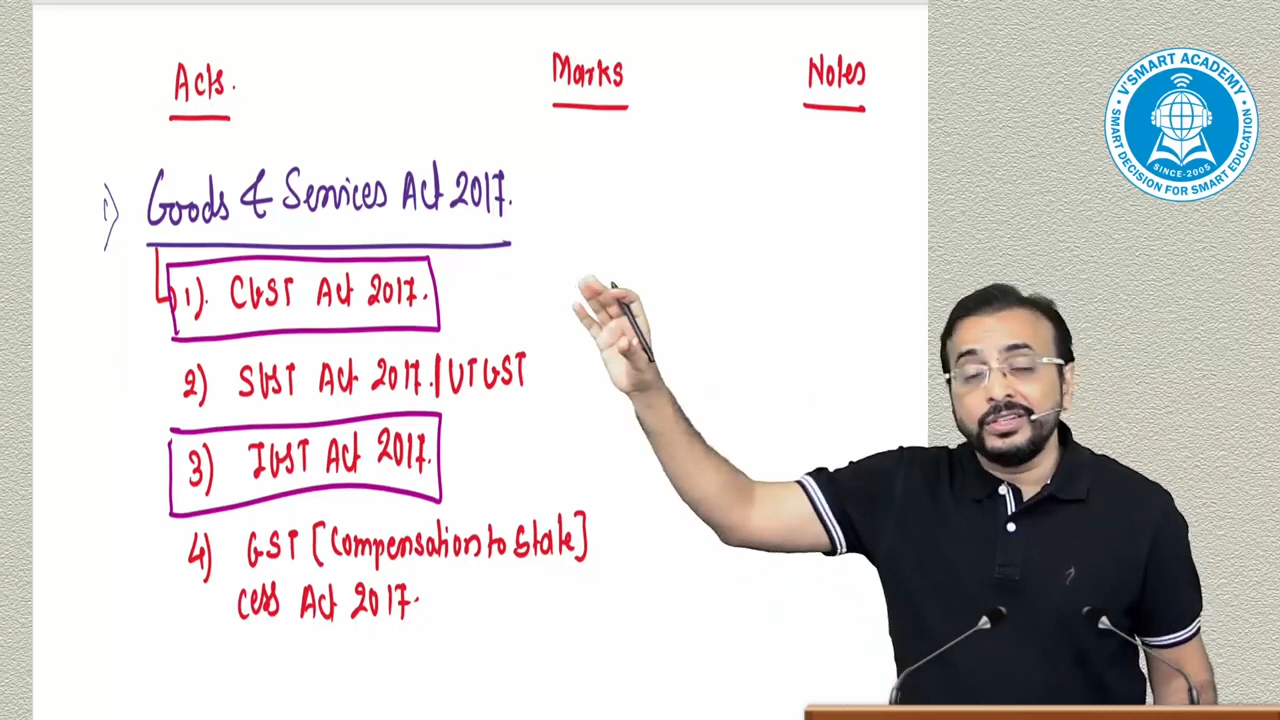 Acts. Marks Notes
1) Goods & Services Act 2017.
1). CGST Act 2017.
2) SGST Act 2017. | UTGST
3) IGST Act 2017.
4) GST [Compensation to State]
cess Act 2017.
V'SMART ACADEMY
SINCE-2005
SMART DECISION FOR SMART EDUCATION